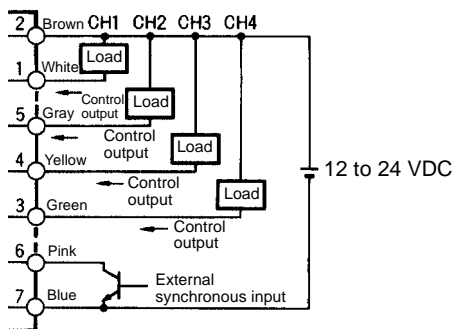 2 Brown CH1 CH2 CH3 CH4
Load
1 White
Control
output
Load
5 Gray
Control
output
Load
4 Yellow
Control
output
12 to 24 VDC
Load
3 Green
Control
output
6 Pink
External
synchronous input
7 Blue